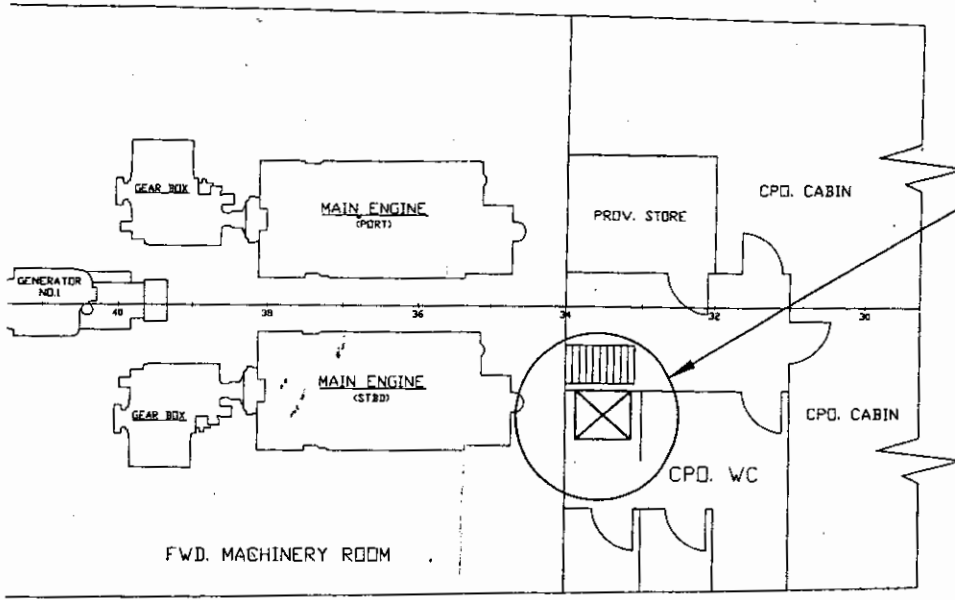 GEAR BOX
MAIN ENGINE
(PORT)
PROV. STORE
CPO. CABIN
GENERATOR
NO.1
40
38
36
34
32
30
GEAR BOX
MAIN ENGINE
(STBD)
CPO. CABIN
CPO. WC
FWD. MACHINERY ROOM